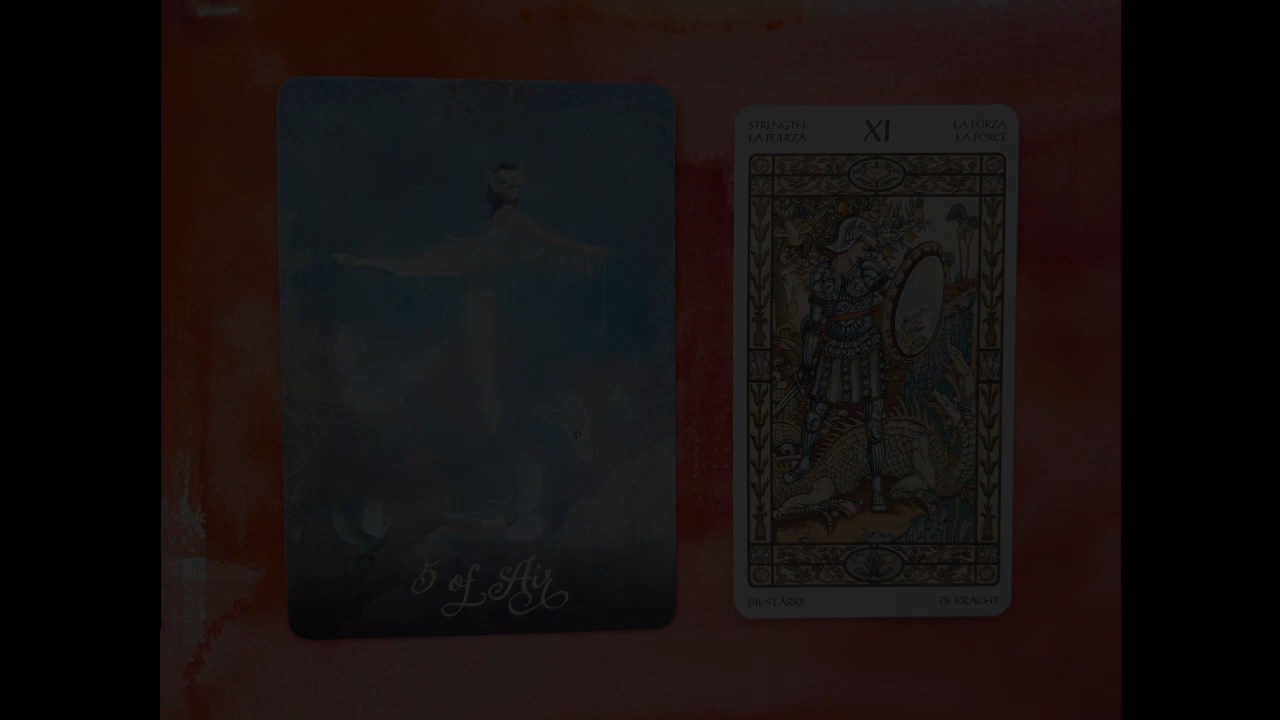 5 of Air
STRENGTH
LA FUERZA
XI
LA FORZA
LA FORCE
DIE STÄRKE
DE KRACHT